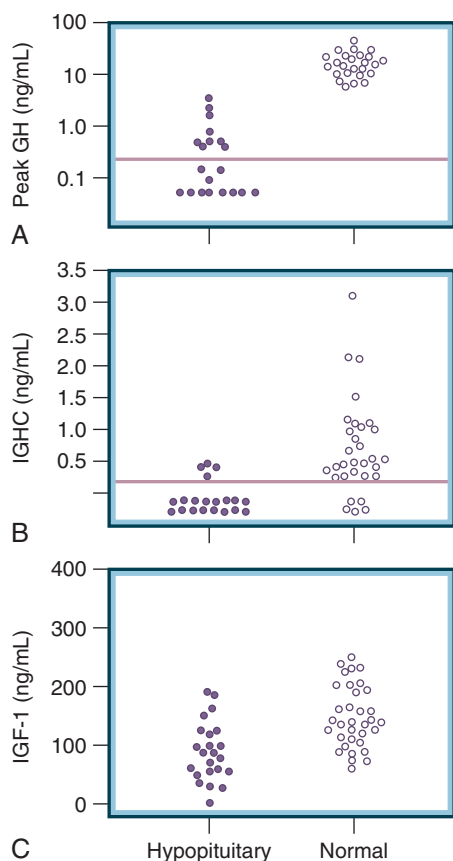 100
10
1.0
0.1
Peak GH (ng/mL)
A
3.5
3.0
2.5
2.0
1.5
1.0
0.5
IGHC (ng/mL)
B
400
300
200
100
0
IGF-1 (ng/mL)
C
Hypopituitary Normal